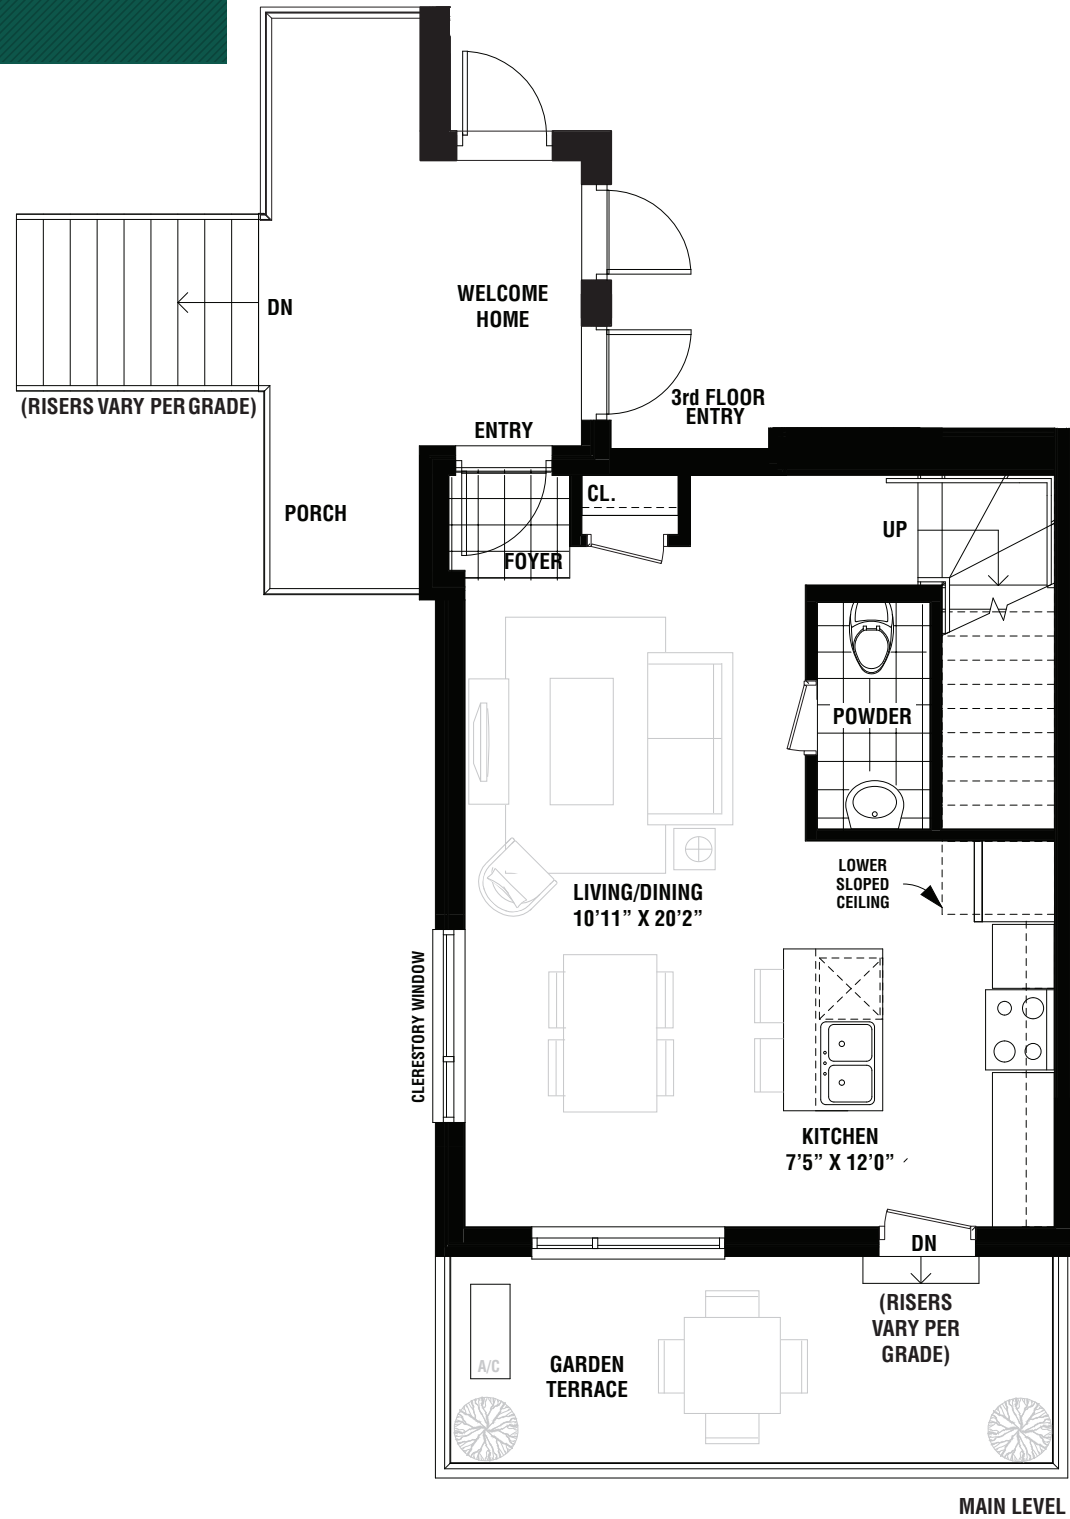 WELCOME
HOME
DN
(RISERS VARY PER GRADE)
3rd FLOOR
ENTRY
ENTRY
CL.
PORCH
UP
FOYER
POWDER
LOWER
SLOPED
CEILING
LIVING/DINING
10'11” X 20'2”
CLERESTORY WINDOW
KITCHEN
7'5” X 12'0”
DN
(RISERS
VARY PER
GRADE)
A/C
GARDEN
TERRACE
MAIN LEVEL